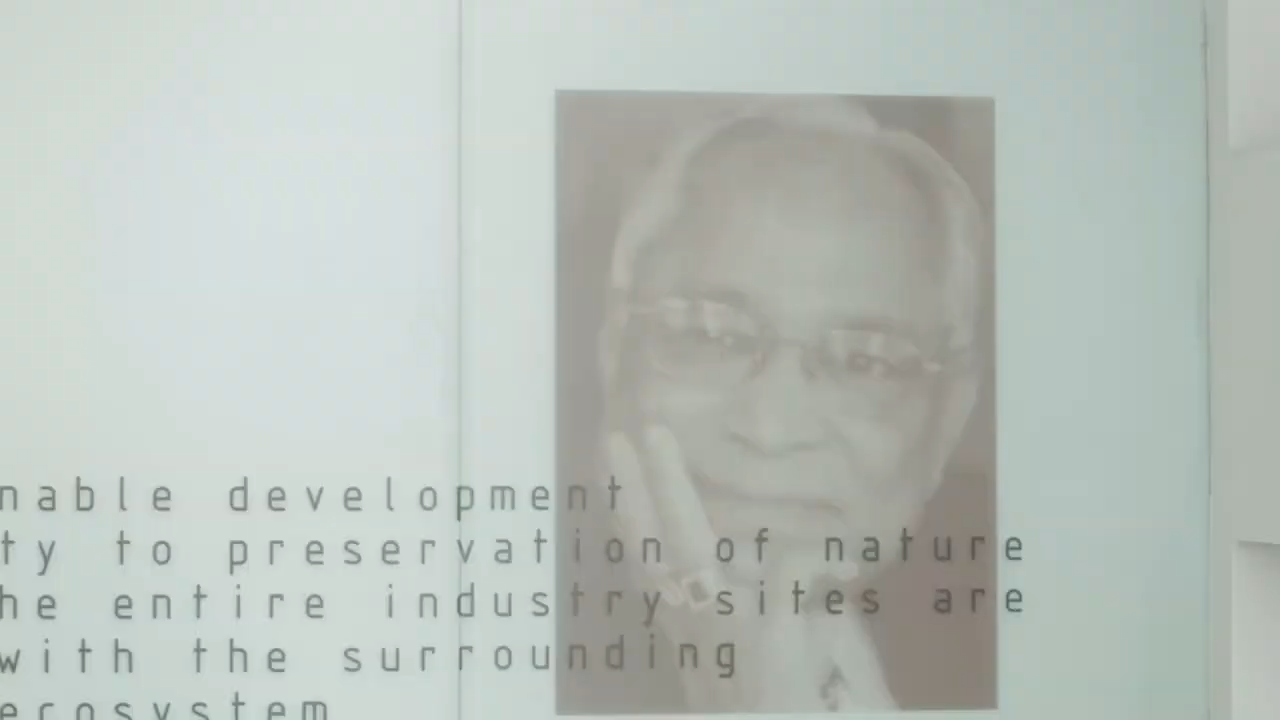 nable development
ty to preservation of nature
he entire industry sites are
with the surrounding
ecosystem